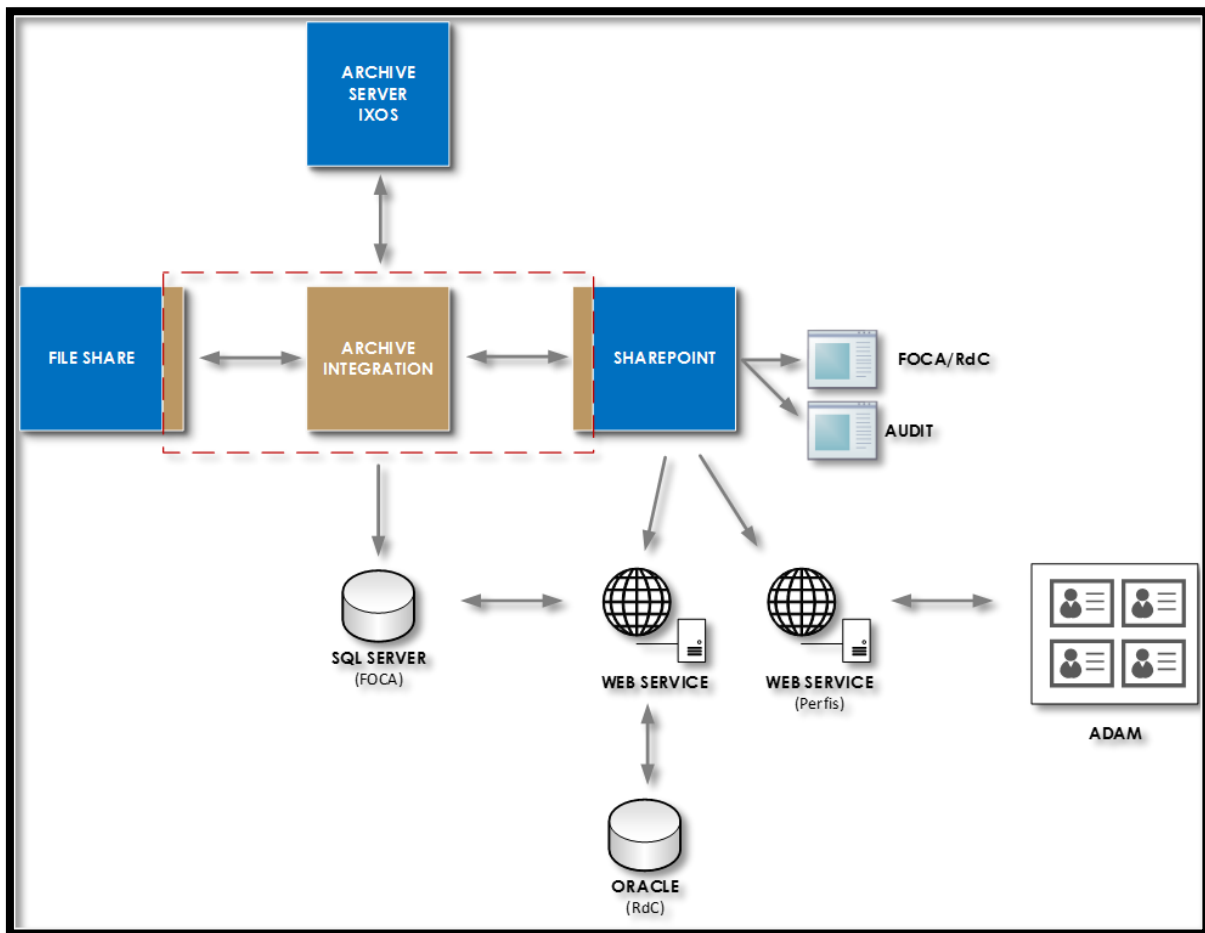 ARCHIVE
SERVER
IXOS
FILE SHARE
ARCHIVE
INTEGRATION
SHAREPOINT
FOCA/RdC
AUDIT
SQL SERVER
(FOCA)
WEB SERVICE
WEB SERVICE
(Perfis)
ADAM
ORACLE
(RdC)